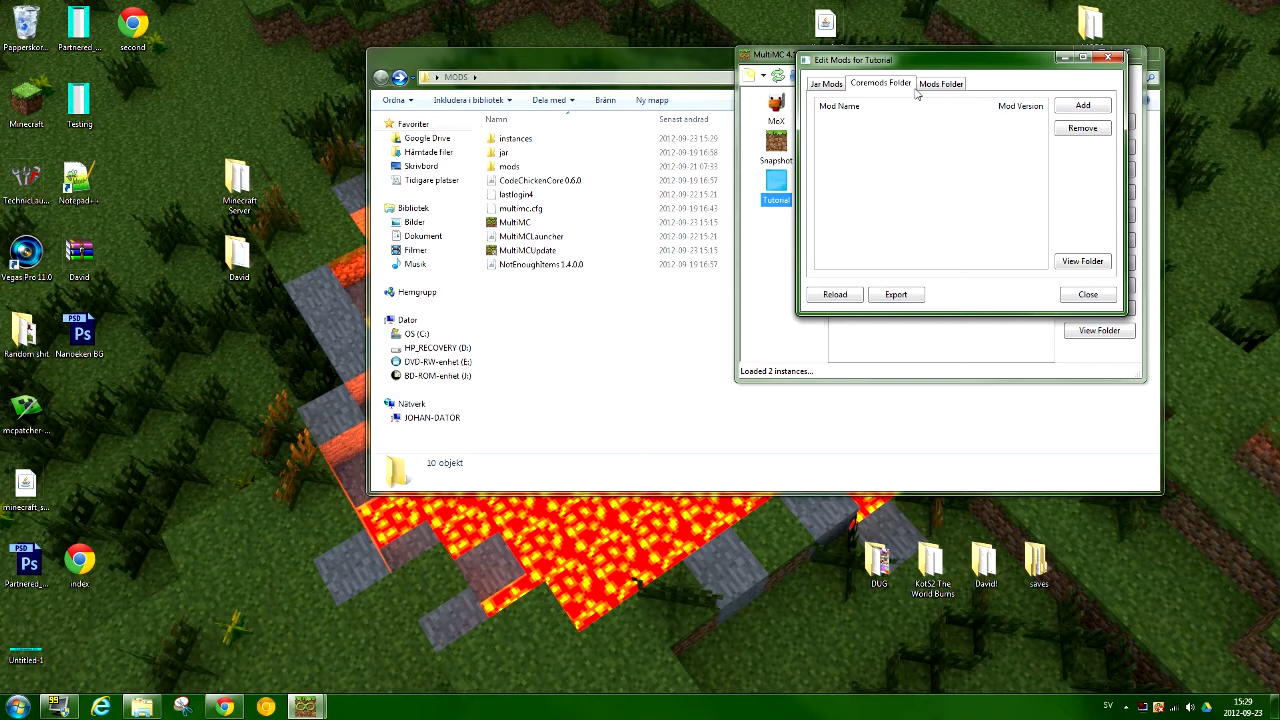 Papperskor...
Partnered_...
second
Minecraft
Testing
TechnicLau...
Notepad++
Minecraft
Server
Vegas Pro 11.0
David
David
Random shit
Nanoeken BG
mcpatcher-...
minecraft_s...
Partnered_...
index
Untitled-1
MODS
Ordna
Inkludera i bibliotek
Dela med
Bränn
Ny mapp
Favoriter
Google Drive
Hämtade filer
Skrivbord
Tidigare platser
Bibliotek
Bilder
Dokument
Filmer
Musik
Hemgrupp
Dator
OS (C:)
HP_RECOVERY (D:)
DVD-RW-enhet (E:)
BD-ROM-enhet (J:)
Nätverk
JOHAN-DATOR
Namn
Senast ändrad
instances 2012-09-23 15:29
jar 2012-09-19 16:58
mods 2012-09-21 07:33
CodeChickenCore 0.6.0 2012-09-19 16:57
lastlogin4 2012-09-22 15:21
multimc.cfg 2012-09-19 16:43
MultiMC 2012-09-23 15:15
MultiMCLauncher 2012-09-22 15:21
MultiMCUpdate 2012-09-23 15:15
NotEnoughItems 1.4.0.0 2012-09-19 16:57
10 objekt
MultiMC 4.
MoX
Snapshot
Tutorial
Loaded 2 instances...
View Folder
Edit Mods for Tutorial
Jar Mods
Coremods Folder
Mods Folder
Mod Name
Mod Version
Add
Remove
View Folder
Reload
Export
Close
DUG
KotS2 The
World Burns
David!
saves
99
SV
15:29
2012-09-23